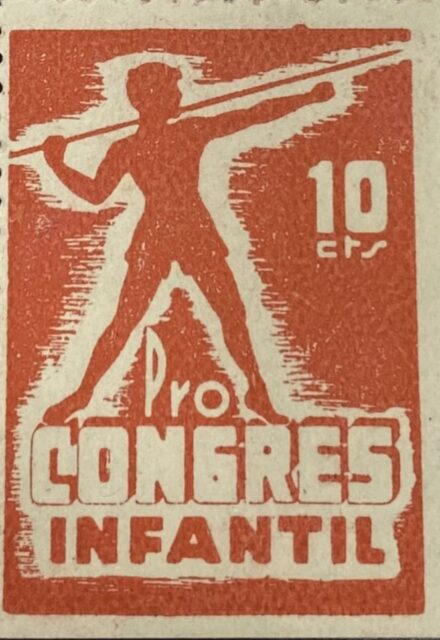 10
cts
Pro
CONGRES
INFANTIL